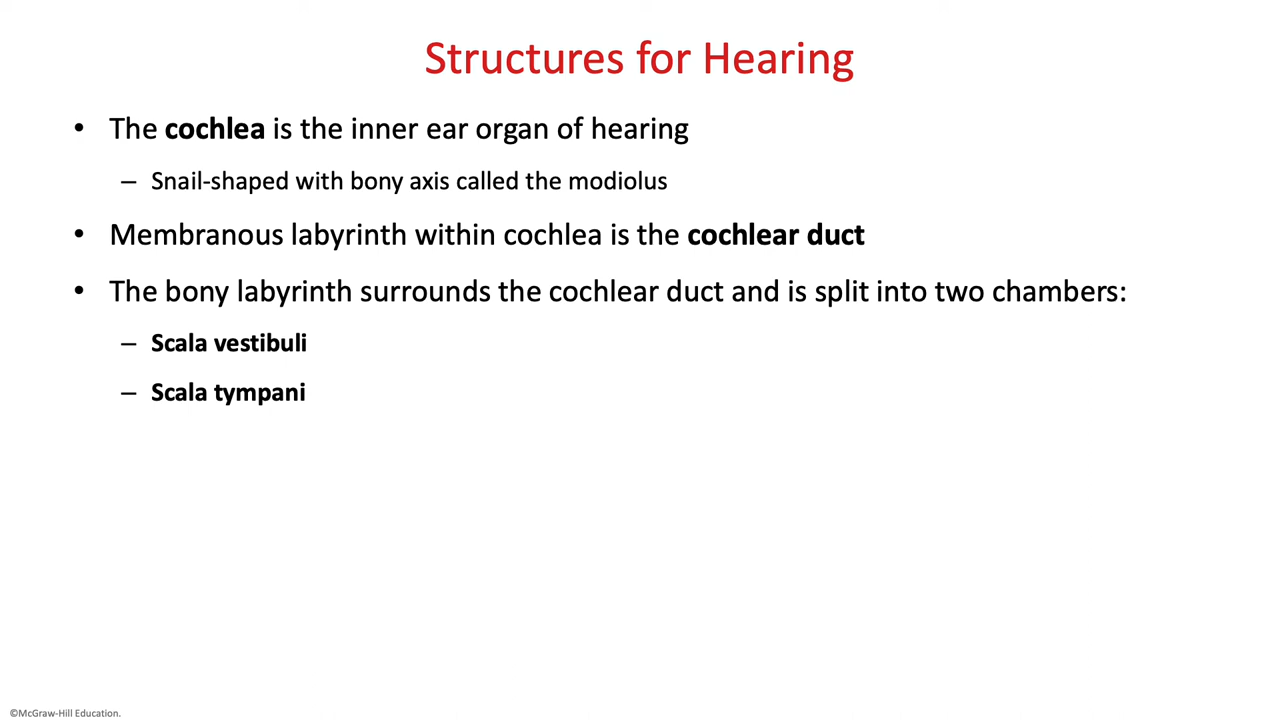 Structures for Hearing
• The cochlea is the inner ear organ of hearing
– Snail-shaped with bony axis called the modiolus
• Membranous labyrinth within cochlea is the cochlear duct
• The bony labyrinth surrounds the cochlear duct and is split into two chambers:
– Scala vestibuli
– Scala tympani
©McGraw-Hill Education.